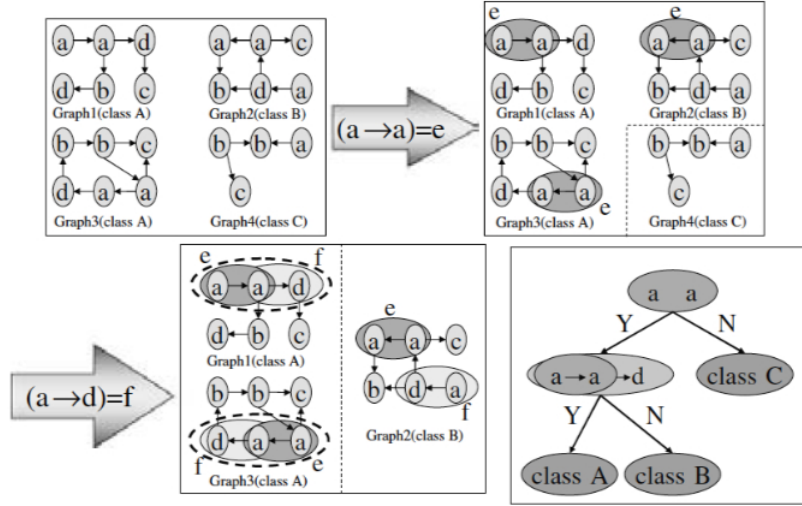 a a d a a c
d b c b d a
Graph1(class A) Graph2(class B)
b b c b b a
d a a c
Graph3(class A) Graph4(class C)
(a→a)=e
e e
a a d a a c
d b c b d a
Graph1(class A) Graph2(class B)
b b c b b a
d a a c
e
Graph3(class A) Graph4(class C)
(a→d)=f
e f
a a d
d b c
Graph1(class A)
b b c
d a a
f e
Graph3(class A)
e
a a c
b d a
f
Graph2(class B)
a a
Y N
a→a→d class C
Y N
class A class B